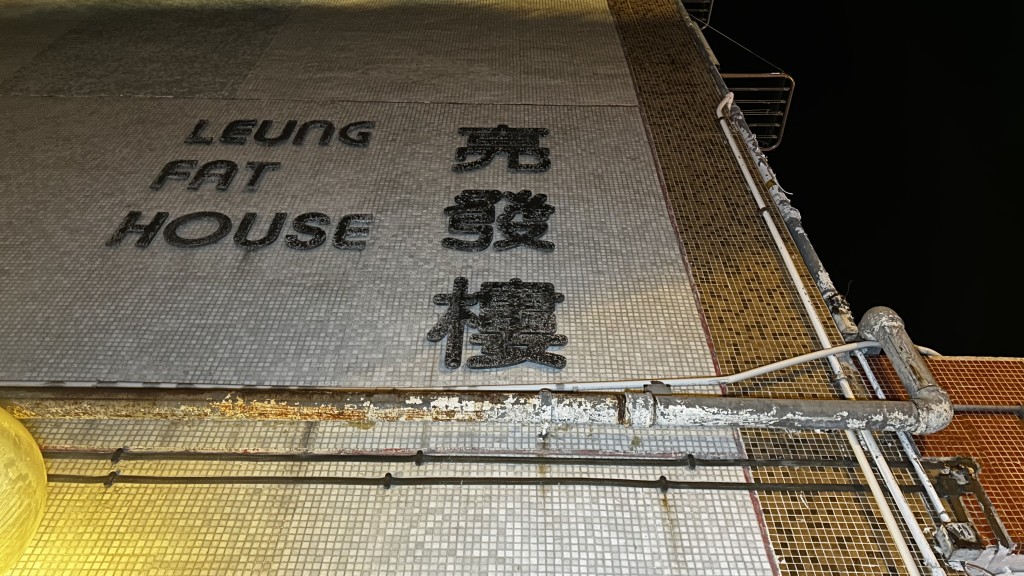 LEUNG
FAT
HOUSE
亮發樓